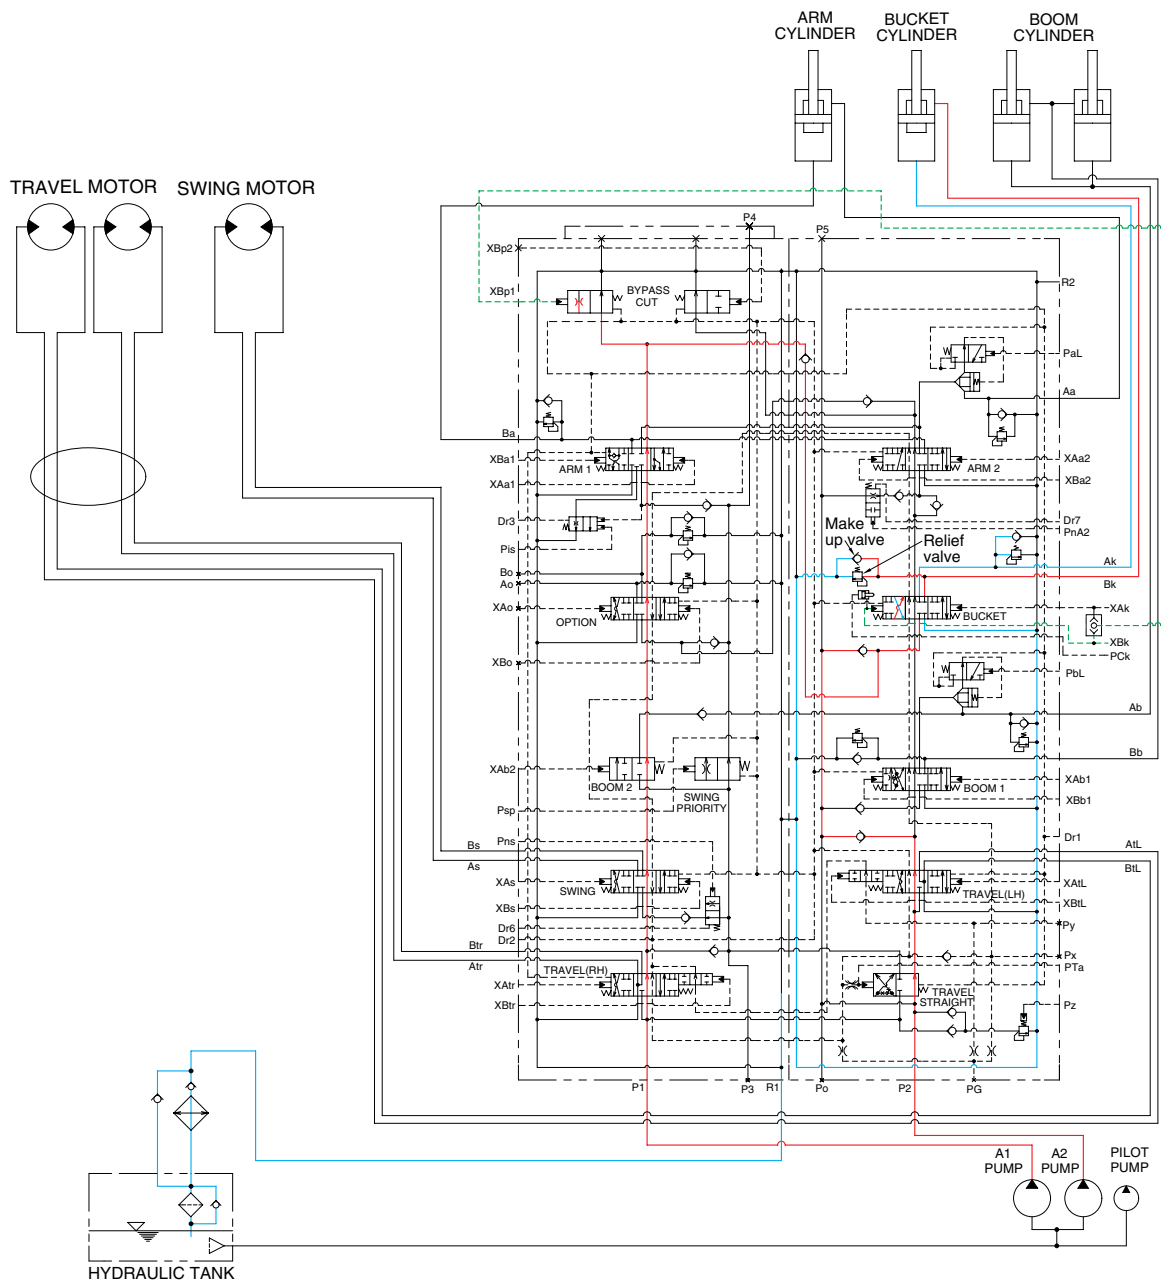 ARM
CYLINDER
BUCKET
CYLINDER
BOOM
CYLINDER
TRAVEL MOTOR
SWING MOTOR
P4
P5
XBp2
XBp1
BYPASS
CUT
R2
PaL
Aa
Ba
XBa1
ARM 1
XAa1
ARM 2
XAa2
XBa2
Dr3
Pis
Dr7
PnA2
Make
up valve
Relief
valve
Ak
Bk
Bo
Ao
XAo
OPTION
XBo
BUCKET
XAk
XBk
PCk
PbL
Ab
Bb
XAb2
BOOM 2
SWING
PRIORITY
Psp
BOOM 1
XAb1
XBb1
Pns
Dr1
AtL
BtL
Bs
As
XAs
SWING
XBs
Dr6
Dr2
TRAVEL(LH)
XAtL
XBtL
Py
Btr
Atr
TRAVEL(RH)
XAtr
XBtr
Px
PTa
TRAVEL
STRAIGHT
Pz
P1
P3
R1
Po
P2
PG
A1
PUMP
A2
PUMP
PILOT
PUMP
HYDRAULIC TANK